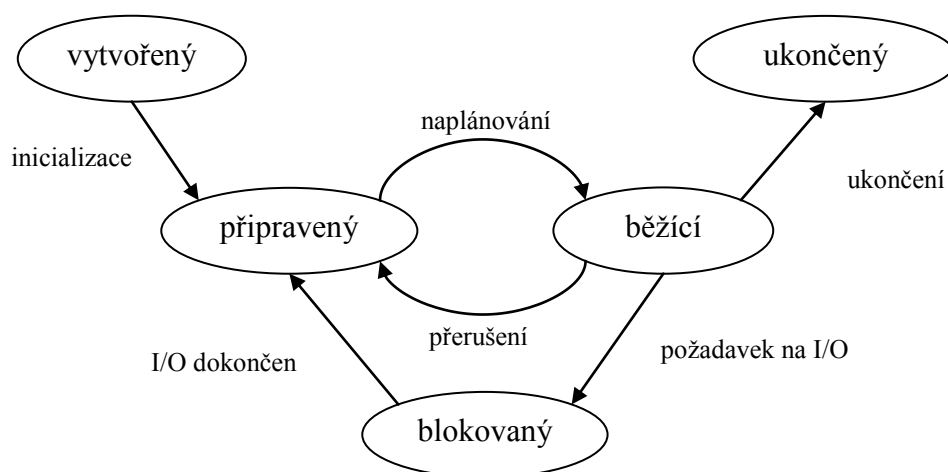 vytvořený
ukončený
naplánování
inicializace
ukončení
připravený
běžící
přerušení
I/O dokončen
požadavek na I/O
blokovaný